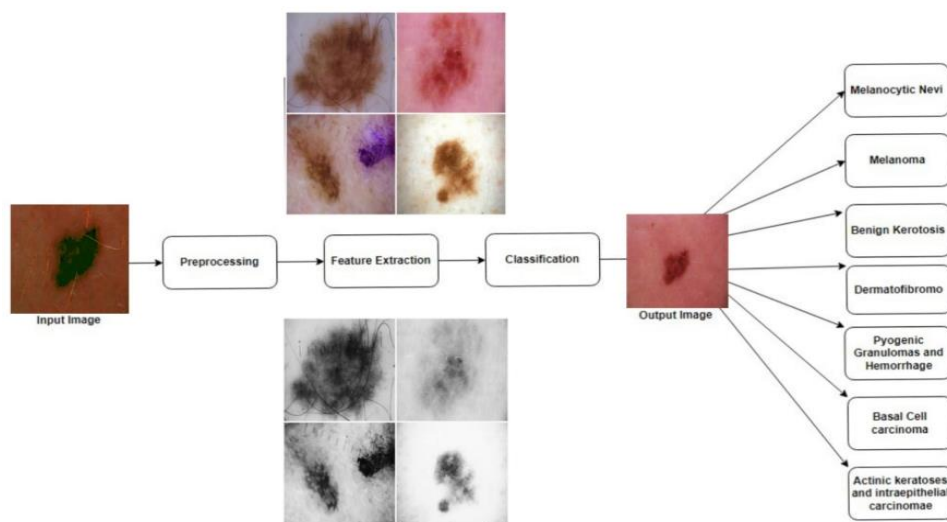 Input Image
Preprocessing
Feature Extraction
Classification
Output Image
Melanocytic Nevi
Melanoma
Benign Kerotosis
Dermatofibromo
Pyogenic
Granulomas and
Hemorrhage
Basal Cell
carcinoma
Actinic keratoses
and intraepithelial
carcinomae